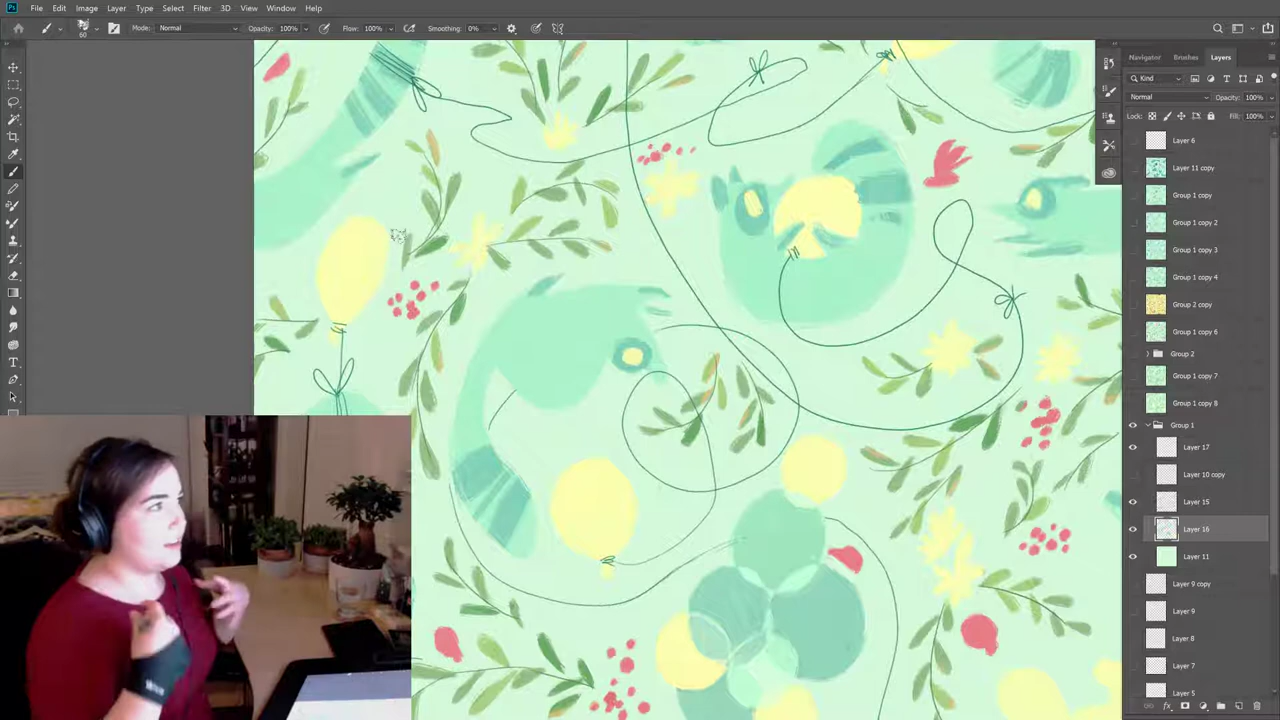 Ps File Edit Image Layer Type Select Filter 3D View Window Help
60 Mode: Normal Opacity: 100% Flow: 100% Smoothing: 0%
Navigator Brushes Layers
Kind
Normal Opacity: 100%
Lock: Fill: 100%
Layer 6
Layer 11 copy
Group 1 copy
Group 1 copy 2
Group 1 copy 3
Group 1 copy 4
Group 2 copy
Group 1 copy 6
Group 2
Group 1 copy 7
Group 1 copy 8
Group 1
Layer 17
Layer 10 copy
Layer 15
Layer 16
Layer 11
Layer 9 copy
Layer 9
Layer 8
Layer 7
Layer 5
fx